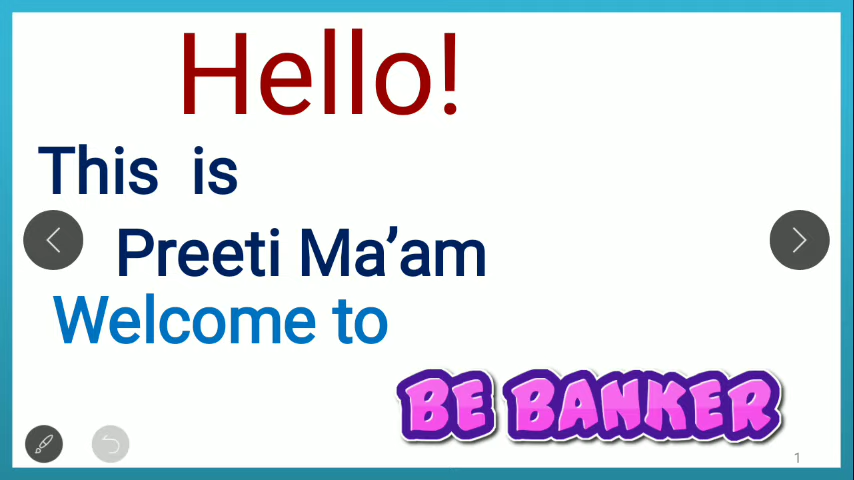 Hello!
This is
Preeti Ma’am
Welcome to
BE BANKER
1